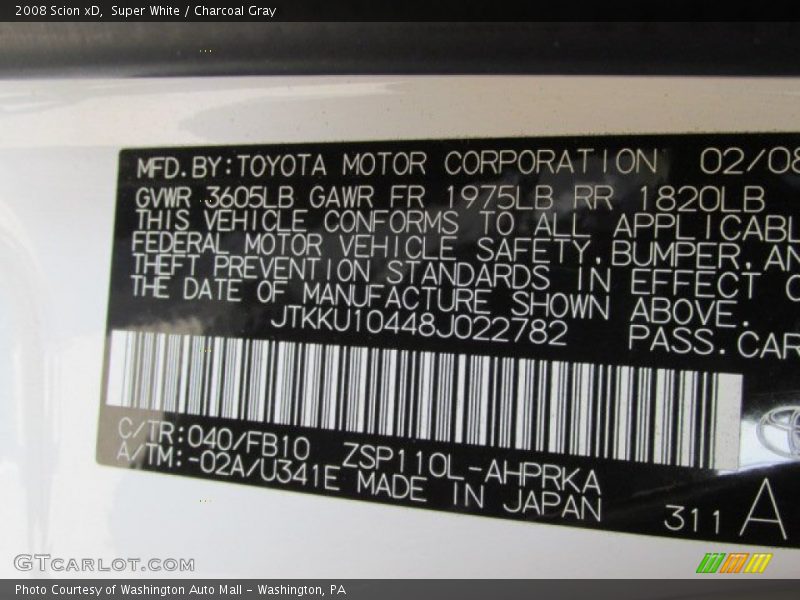 2008 Scion xD, Super White / Charcoal Gray
MFD.BY:TOYOTA MOTOR CORPORATION 02/08
GVWR 3605LB GAWR FR 1975LB RR 1820LB
THIS VEHICLE CONFORMS TO ALL APPLICABL
FEDERAL MOTOR VEHICLE SAFETY,BUMPER,AN
THEFT PREVENTION STANDARDS IN EFFECT O
THE DATE OF MANUFACTURE SHOWN ABOVE.
JTKKU10448J022782 PASS.CAR
C/TR:040/FB10 ZSP110L-AHPRKA
A/TM:-02A/U341E MADE IN JAPAN
311 A
GTCARLOT.COM
Photo Courtesy of Washington Auto Mall - Washington, PA